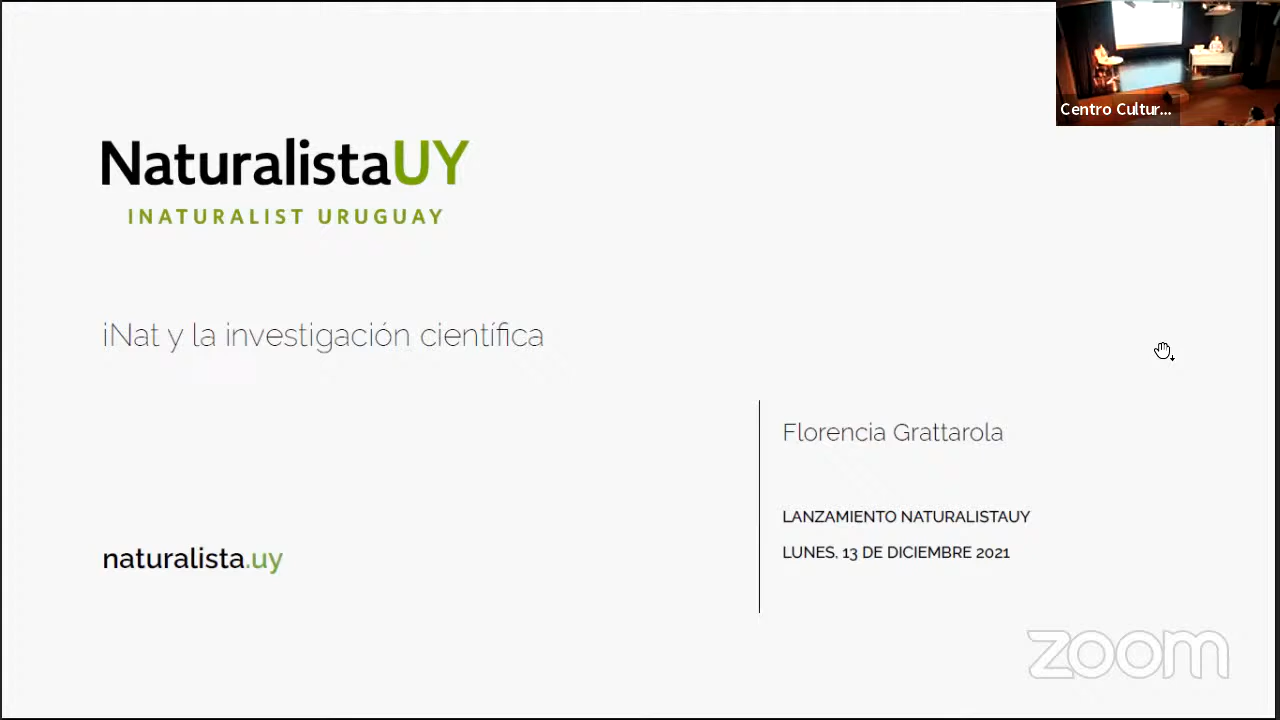 Centro Cultur...
NaturalistaUY
INATURALIST URUGUAY
iNat y la investigación científica
Florencia Grattarola
LANZAMIENTO NATURALISTAUY
LUNES, 13 DE DICIEMBRE 2021
naturalista.uy
zoom